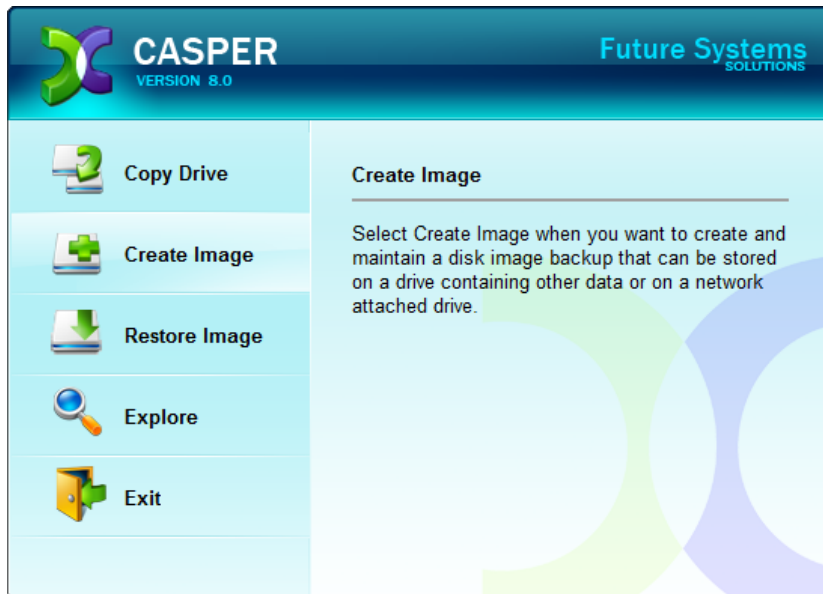 CASPER
VERSION 8.0
Future Systems
SOLUTIONS
Copy Drive
Create Image
Restore Image
Explore
Exit
Create Image
Select Create Image when you want to create and
maintain a disk image backup that can be stored
on a drive containing other data or on a network
attached drive.